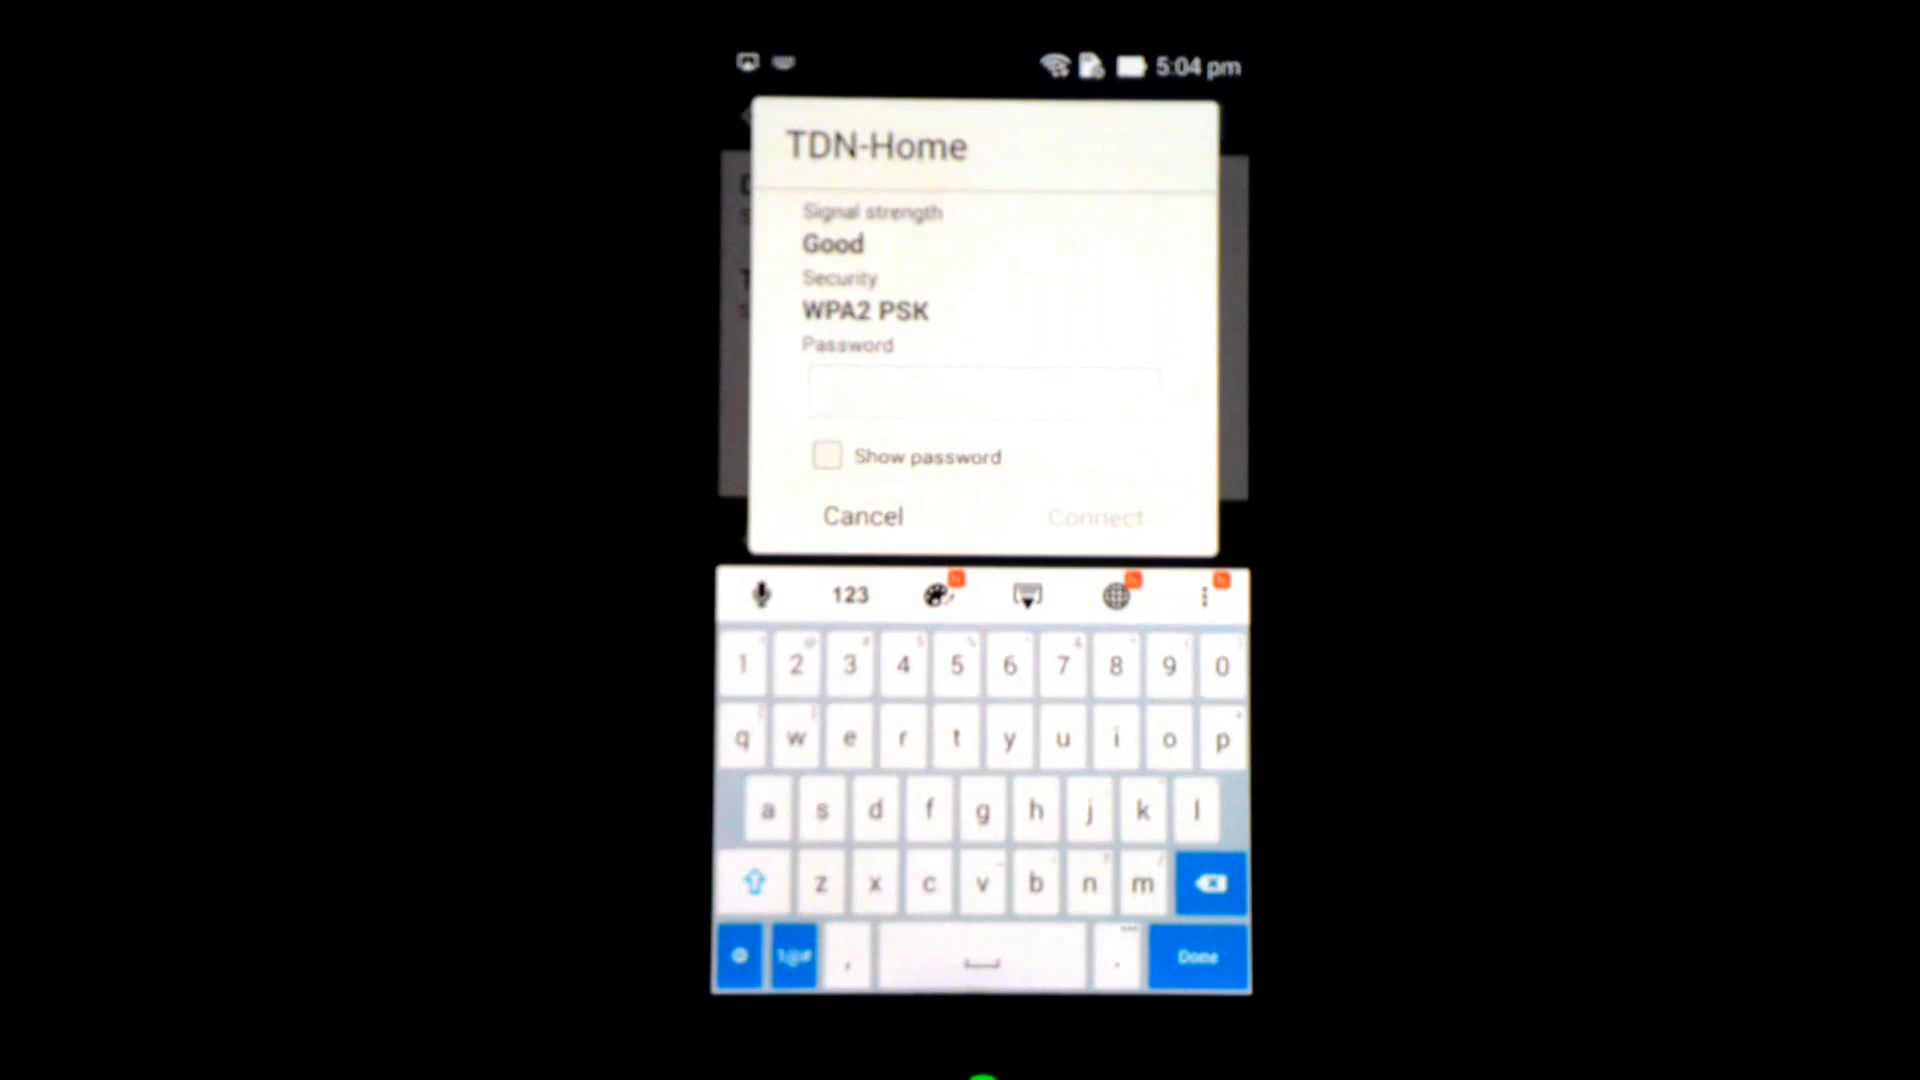 5:04 pm
TDN-Home
Signal strength
Good
Security
WPA2 PSK
Password
Show password
Cancel
Connect
123
1 2 3 4 5 6 7 8 9 0
q w e r t y u i o p
a s d f g h j k l
z x c v b n m
1@# , . Done